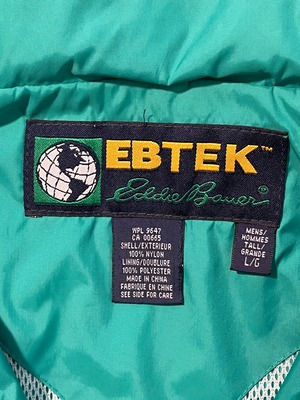 EBTEK™
Eddie Bauer®
WPL 9647
CA 00665
SHELL/EXTERIEUR
100% NYLON
LINING/DOUBLURE
100% POLYESTER
MADE IN CHINA
FABRIQUE EN CHINE
SEE SIDE FOR CARE
MENS/
HOMMES
TALL/
GRANDE
L/G